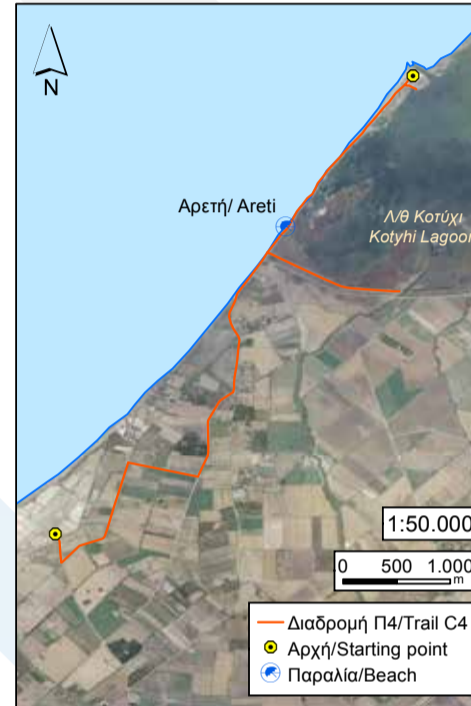 N
Αρετή/ Areti
Λ/θ Κοτύχι
Kotyhi Lagoon
1:50.000
0 500 1.000
m
Διαδρομή Π4/Trail C4
Αρχή/Starting point
Παραλία/Beach